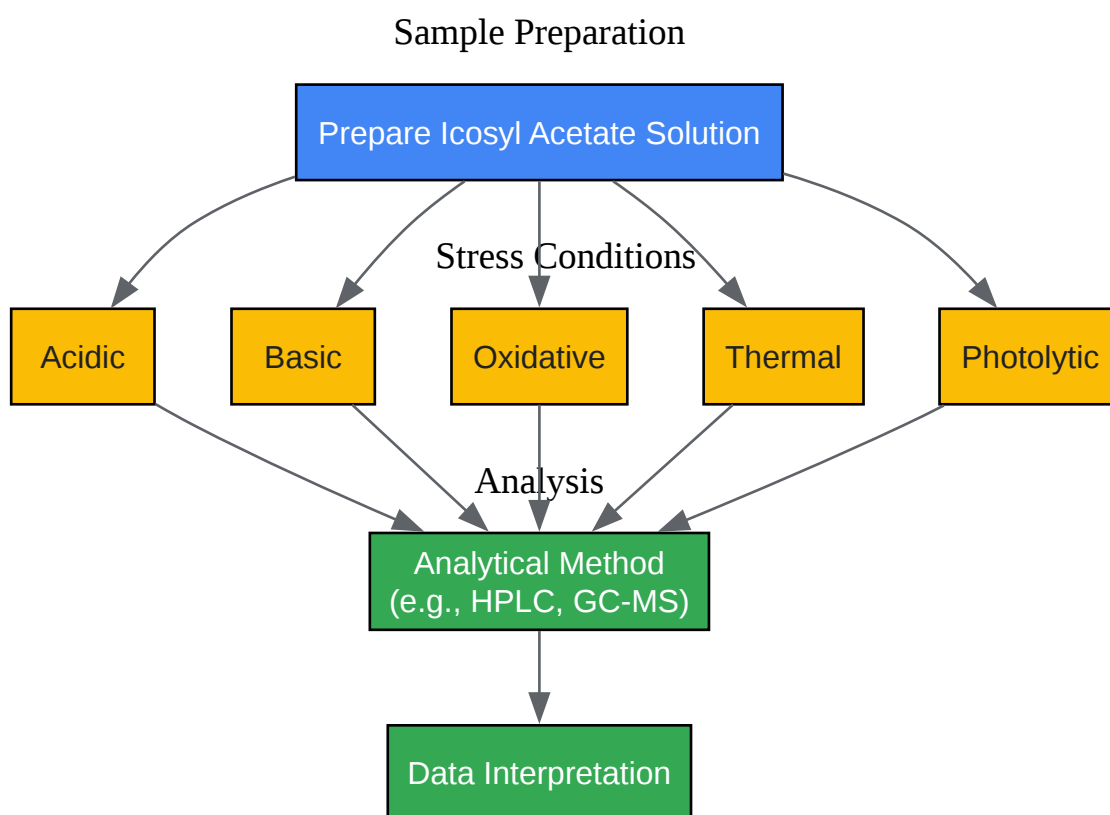 Sample Preparation
Prepare Icosyl Acetate Solution
Stress Conditions
Acidic
Basic
Oxidative
Thermal
Photolytic
Analysis
Analytical Method
(e.g., HPLC, GC-MS)
Data Interpretation